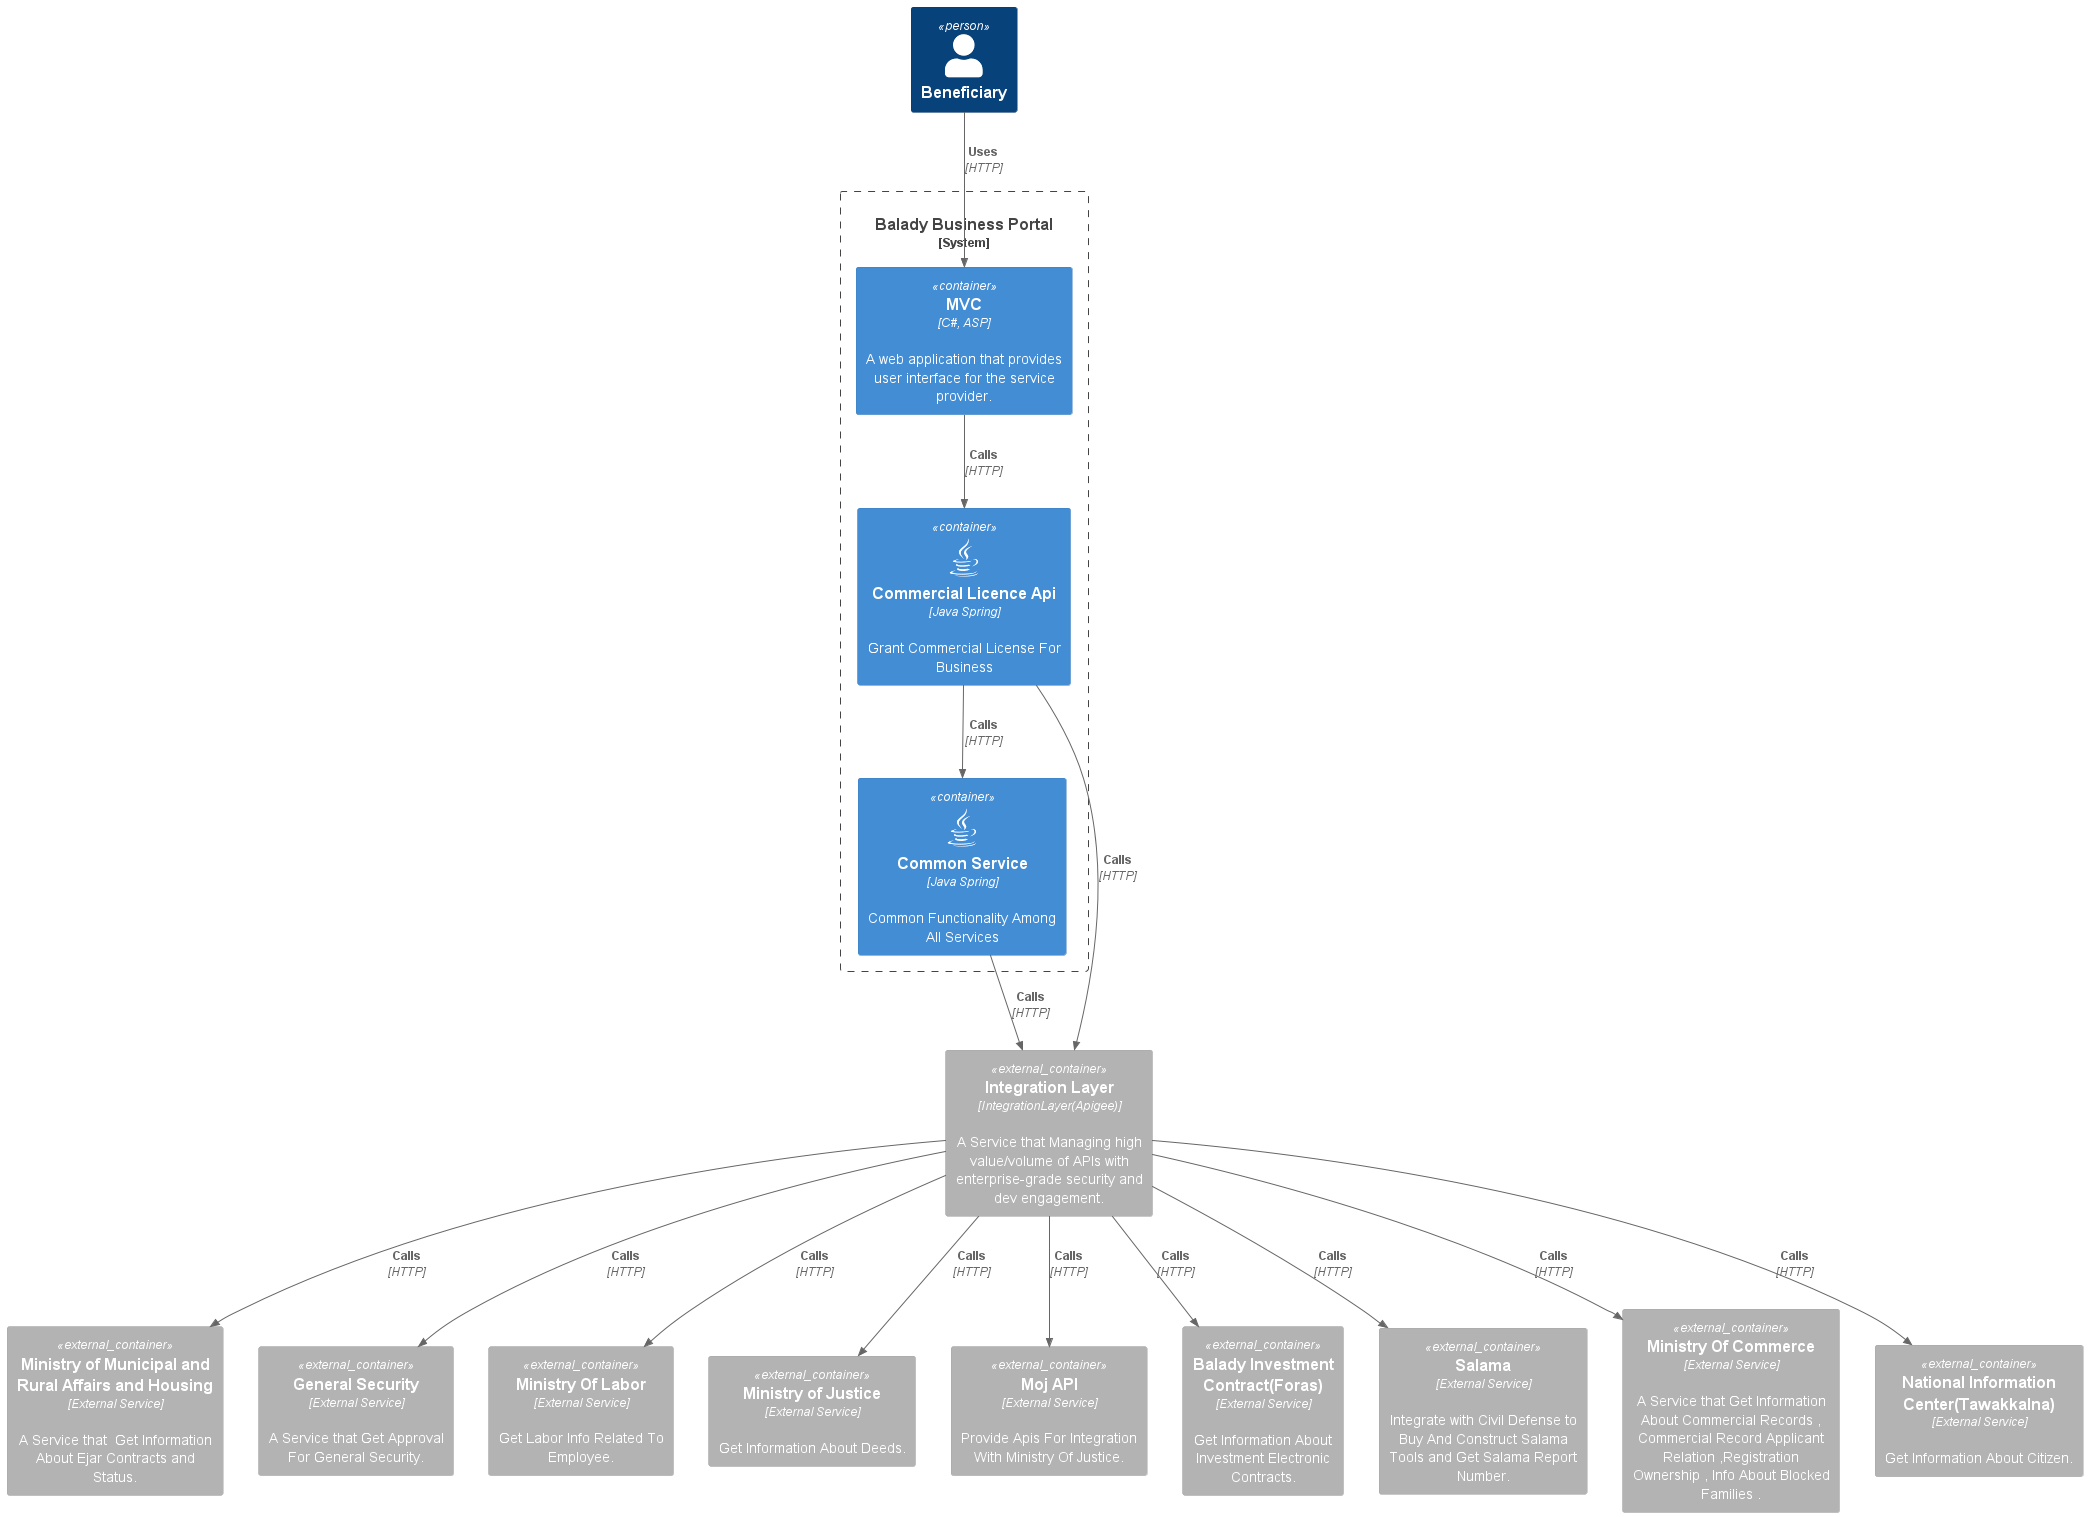 «person»
Beneficiary
Uses
[HTTP]
Balady Business Portal
[System]
«container»
MVC
[C#, ASP]
A web application that provides
user interface for the service
provider.
Calls
[HTTP]
«container»
Commercial Licence Api
[Java Spring]
Grant Commercial License For
Business
Calls
[HTTP]
«container»
Common Service
[Java Spring]
Common Functionality Among
All Services
Calls
[HTTP]
Calls
[HTTP]
«external_container»
Integration Layer
[IntegrationLayer(Apigee)]
A Service that Managing high
value/volume of APIs with
enterprise-grade security and
dev engagement.
Calls
[HTTP]
Calls
[HTTP]
Calls
[HTTP]
Calls
[HTTP]
Calls
[HTTP]
Calls
[HTTP]
Calls
[HTTP]
Calls
[HTTP]
Calls
[HTTP]
«external_container»
Ministry of Municipal and
Rural Affairs and Housing
[External Service]
A Service that  Get Information
About Ejar Contracts and
Status.
«external_container»
General Security
[External Service]
A Service that Get Approval
For General Security.
«external_container»
Ministry Of Labor
[External Service]
Get Labor Info Related To
Employee.
«external_container»
Ministry of Justice
[External Service]
Get Information About Deeds.
«external_container»
Moj API
[External Service]
Provide Apis For Integration
With Ministry Of Justice.
«external_container»
Balady Investment
Contract(Foras)
[External Service]
Get Information About
Investment Electronic
Contracts.
«external_container»
Salama
[External Service]
Integrate with Civil Defense to
Buy And Construct Salama
Tools and Get Salama Report
Number.
«external_container»
Ministry Of Commerce
[External Service]
A Service that Get Information
About Commercial Records ,
Commercial Record Applicant
Relation ,Registration
Ownership , Info About Blocked
Families .
«external_container»
National Information
Center(Tawakkalna)
[External Service]
Get Information About Citizen.